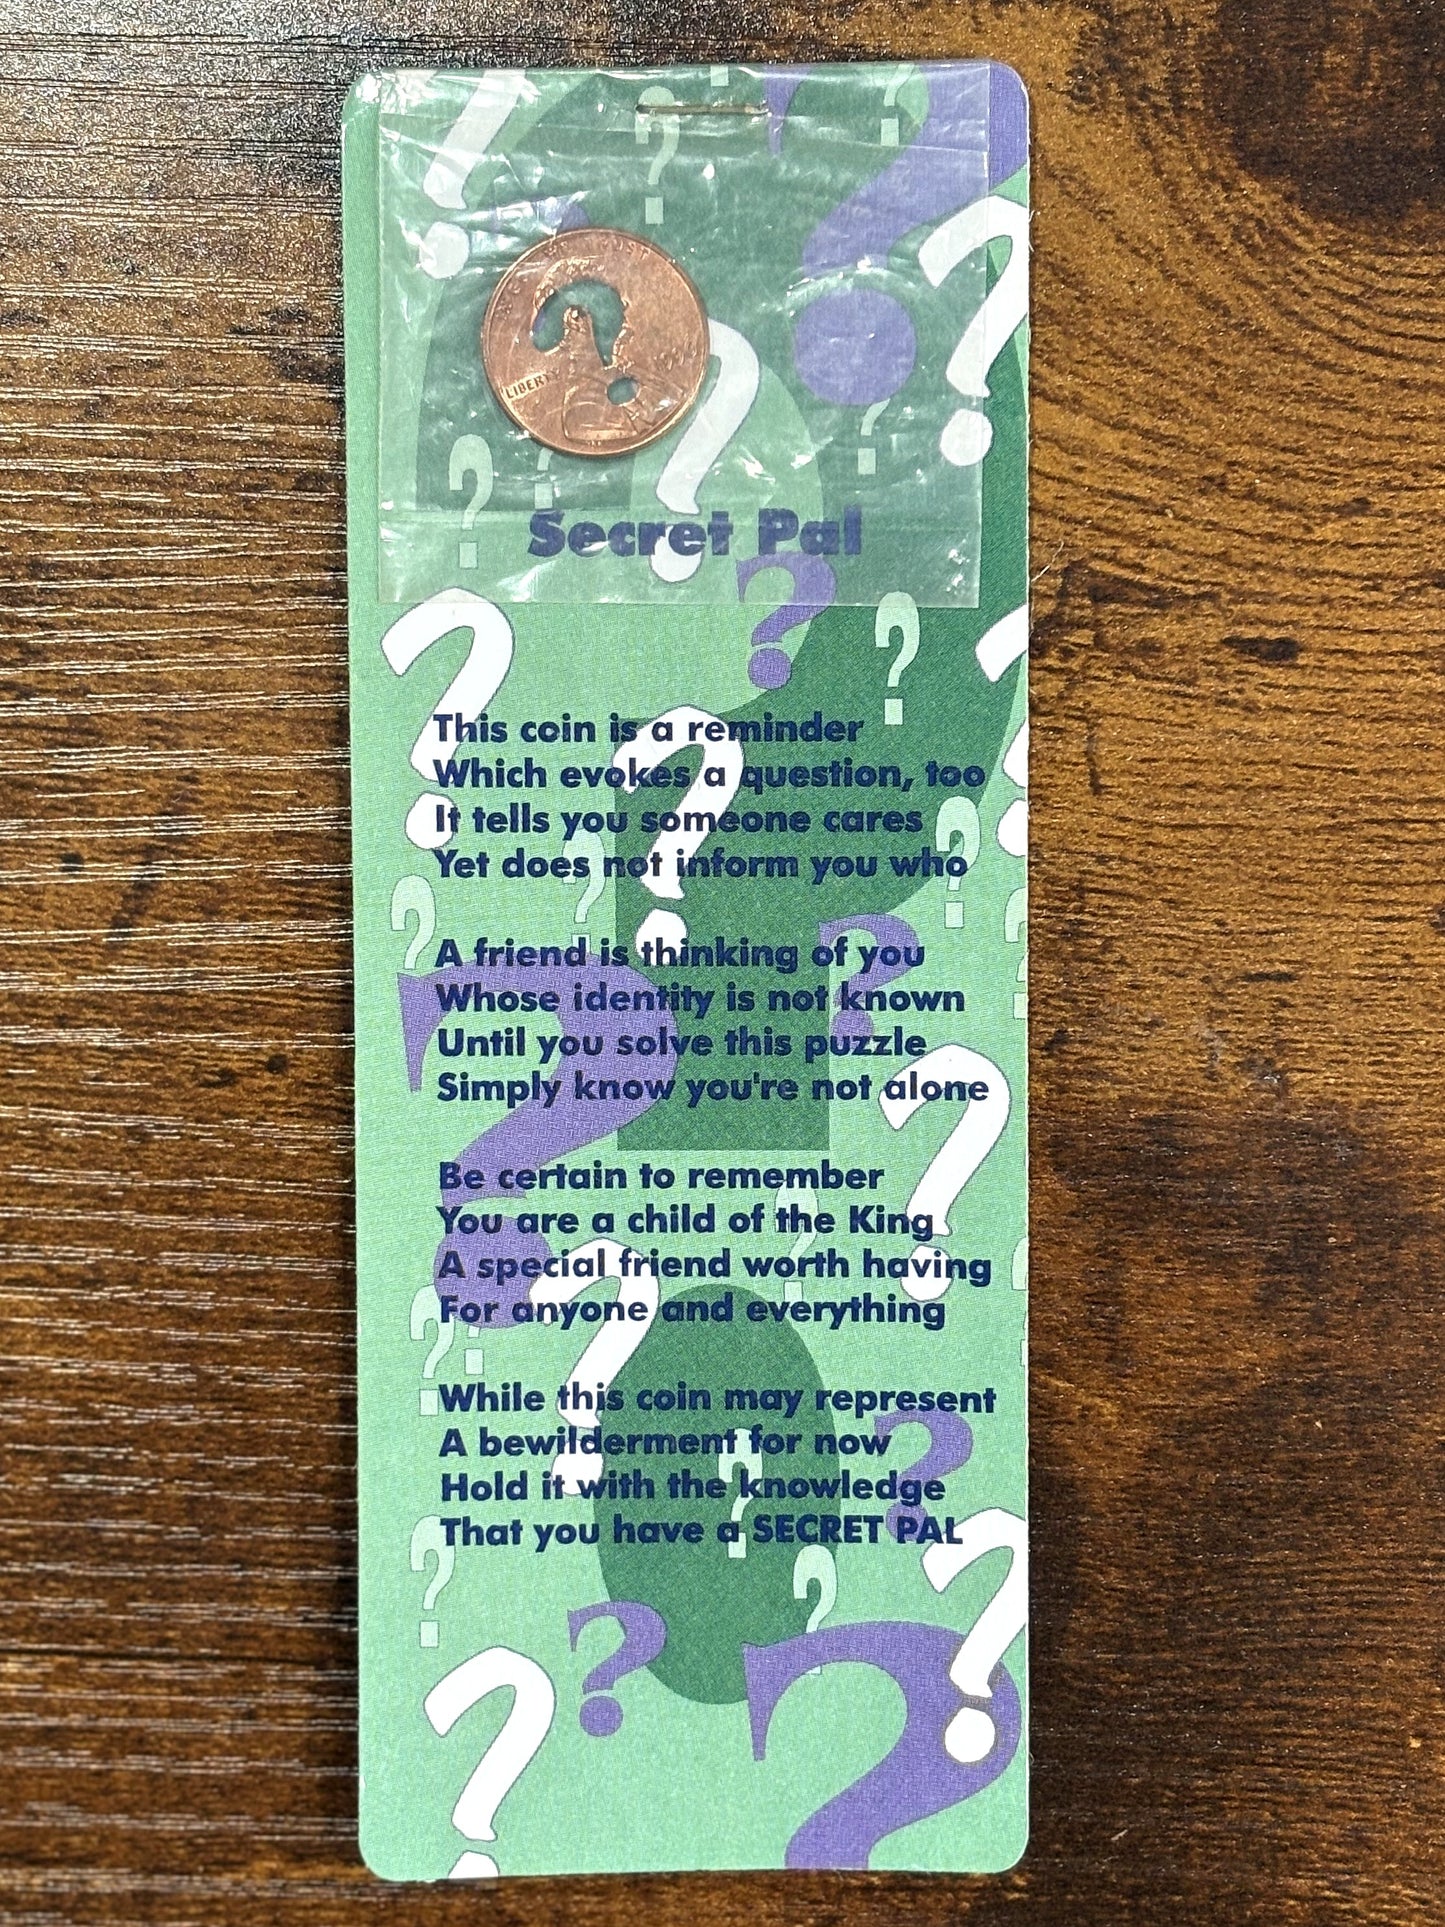 LIBERTY
Secret Pal
This coin is a reminder
Which evokes a question, too
It tells you someone cares
Yet does not inform you who
A friend is thinking of you
Whose identity is not known
Until you solve this puzzle
Simply know you're not alone
Be certain to remember
You are a child of the King
A special friend worth having
For anyone and everything
While this coin may represent
A bewilderment for now
Hold it with the knowledge
That you have a SECRET PAL